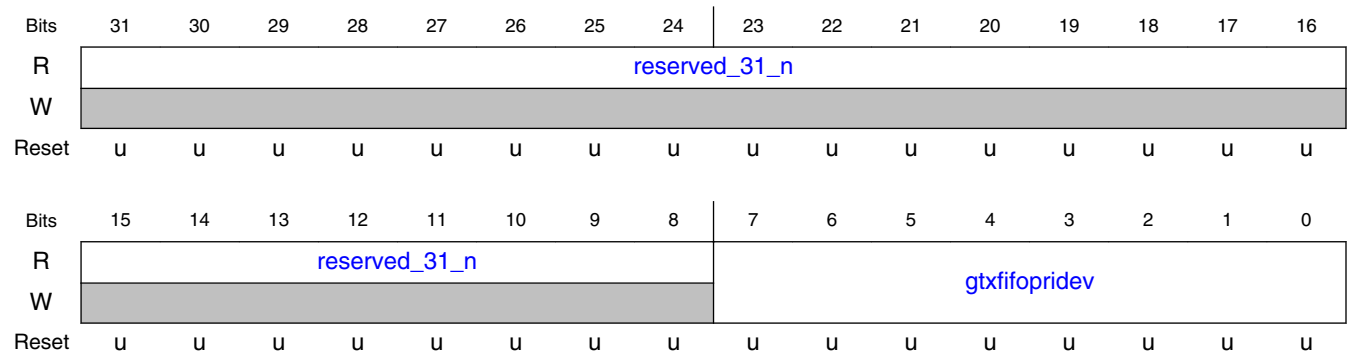 Bits 31 30 29 28 27 26 25 24 23 22 21 20 19 18 17 16
R reserved_31_n
W
Reset u u u u u u u u u u u u u u u u
Bits 15 14 13 12 11 10 9 8 7 6 5 4 3 2 1 0
R reserved_31_n gtxfifopridev
W
Reset u u u u u u u u u u u u u u u u